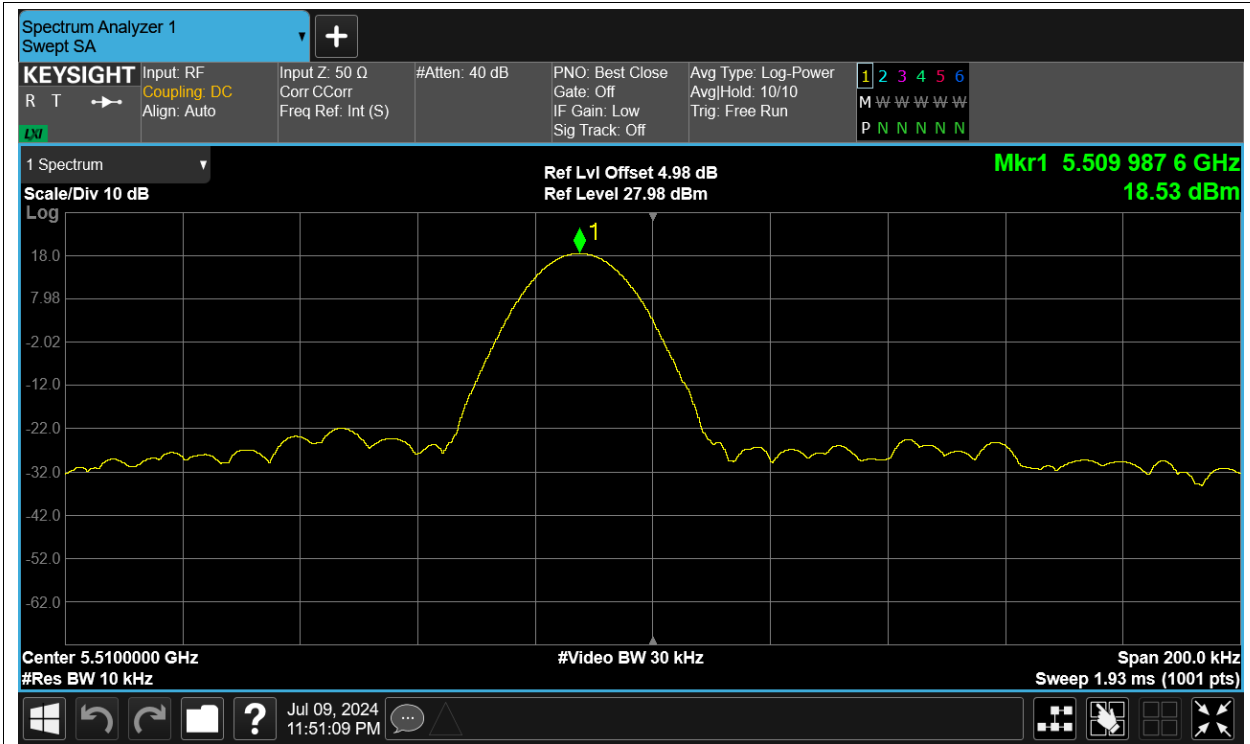 Spectrum Analyzer 1
Swept SA
KEYSIGHT
R T
LXI
Input: RF
Coupling: DC
Align: Auto
Input Z: 50 Ω
Corr CCorr
Freq Ref: Int (S)
#Atten: 40 dB
PNO: Best Close
Gate: Off
IF Gain: Low
Sig Track: Off
Avg Type: Log-Power
Avg|Hold: 10/10
Trig: Free Run
1 2 3 4 5 6
M W W W W W
P N N N N N
1 Spectrum
Scale/Div 10 dB
Log
Ref Lvl Offset 4.98 dB
Ref Level 27.98 dBm
Mkr1 5.509 987 6 GHz
18.53 dBm
1
18.0
7.98
-2.02
-12.0
-22.0
-32.0
-42.0
-52.0
-62.0
Center 5.5100000 GHz
#Res BW 10 kHz
#Video BW 30 kHz
Span 200.0 kHz
Sweep 1.93 ms (1001 pts)
?
Jul 09, 2024
11:51:09 PM